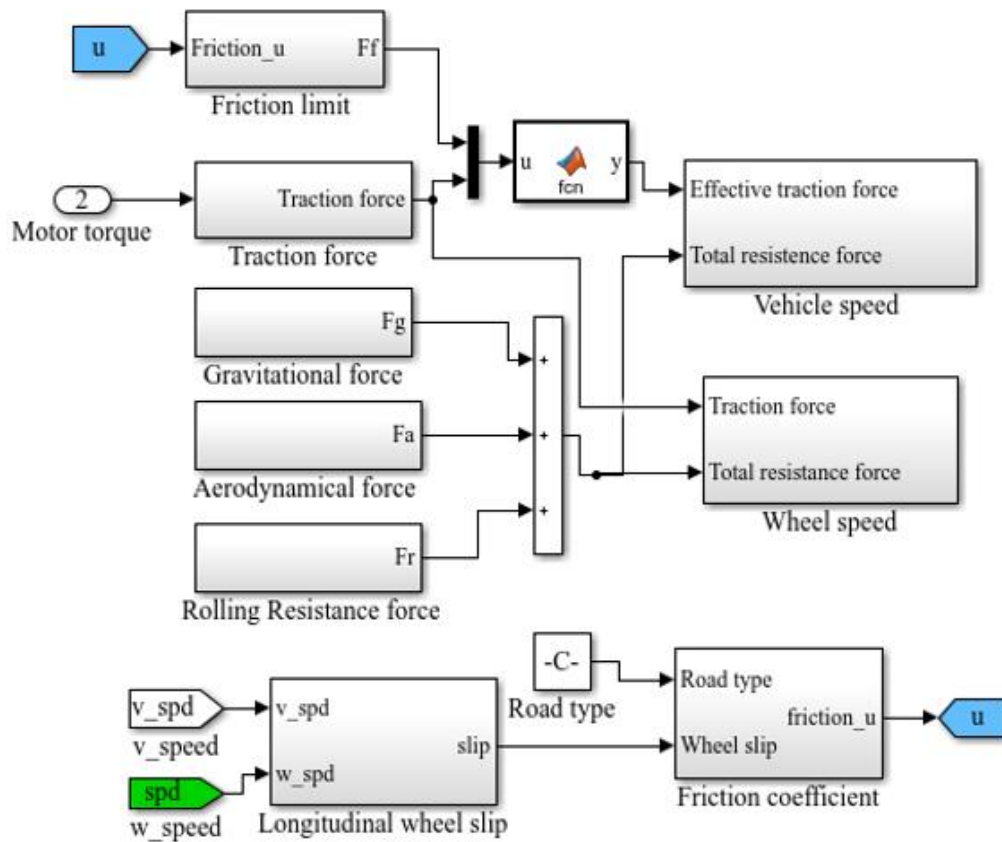 u
Friction_u
Ff
Friction limit
u
fcn
y
2
Motor torque
Traction force
Traction force
Effective traction force
Total resistence force
Vehicle speed
Fg
Gravitational force
+
+
+
Fa
Aerodynamical force
Fr
Rolling Resistance force
Traction force
Total resistance force
Wheel speed
v_spd
v_speed
spd
w_speed
v_spd
w_spd
slip
Longitudinal wheel slip
-C-
Road type
Road type
Wheel slip
friction_u
Friction coefficient
u